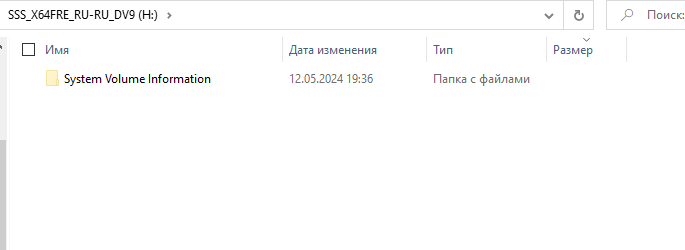 SSS_X64FRE_RU-RU_DV9 (H:)
Поиск:
Имя
Дата изменения
Тип
Размер
System Volume Information
12.05.2024 19:36
Папка с файлами